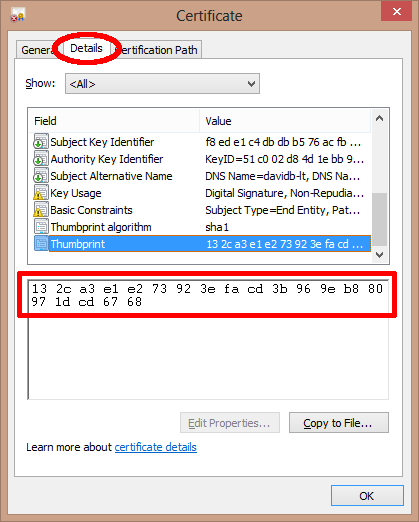 Certificate
General Details Certification Path
Show: <All>
Field Value
Subject Key Identifier f8 ed e1 c4 db db b5 76 ac fb ...
Authority Key Identifier KeyID=51 c0 02 d8 4d 1e bb 9...
Subject Alternative Name DNS Name=davidb-lt, DNS Na...
Key Usage Digital Signature, Non-Repudia...
Basic Constraints Subject Type=End Entity, Pat...
Thumbprint algorithm sha1
Thumbprint 13 2c a3 e1 e2 73 92 3e fa cd ...
13 2c a3 e1 e2 73 92 3e fa cd 3b 96 9e b8 80
97 1d cd 67 68
Edit Properties... Copy to File...
Learn more about certificate details
OK